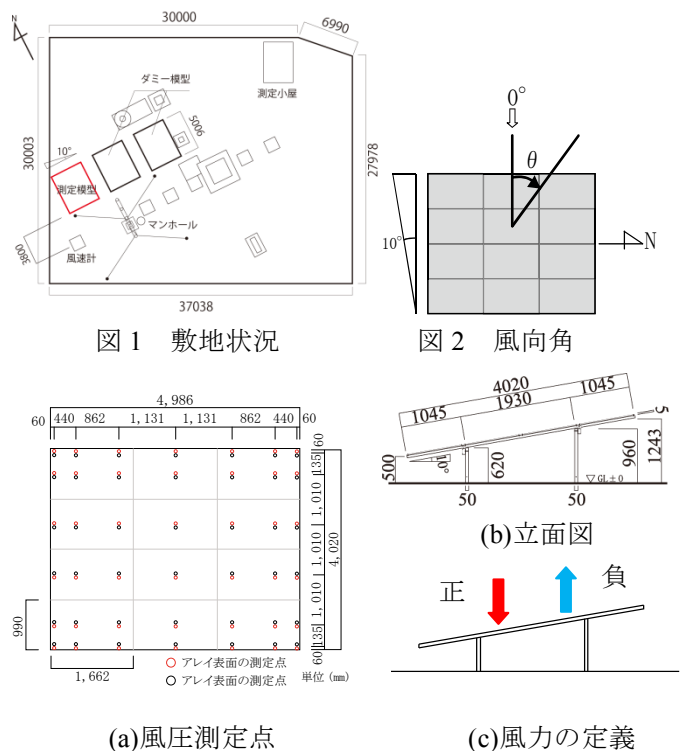 30000
6990
N
ダミー模型
測定小屋
5006
30003
10°
測定模型
27978
マンホール
3800
風速計
37038
図1 敷地状況
0°
θ
10°
N
図2 風向角
4,986
60 440 862 1,131 1,131 862 440 60
60
135
1,010
1,010
1,010
135
60
4,020
990
1,662
○ アレイ表面の測定点
○ アレイ表面の測定点
単位(mm)
(a)風圧測定点
4020
1045 1930 1045
5
500
10°
620
960
1243
▽GL±0
50 50
(b)立面図
正 負
(c)風力の定義